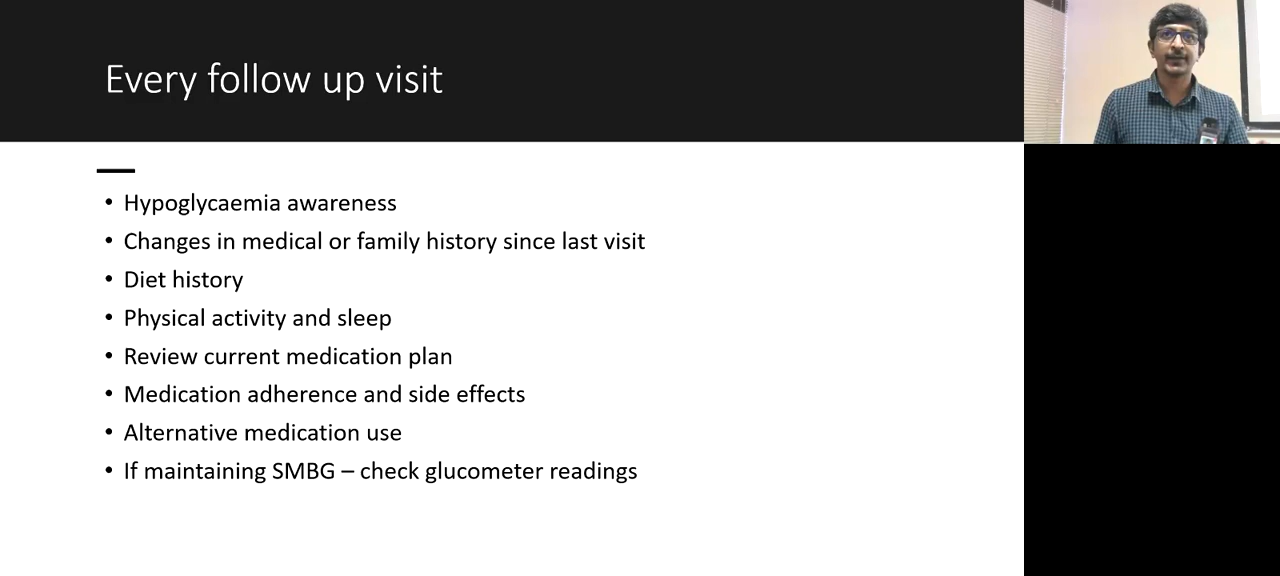 Every follow up visit
• Hypoglycaemia awareness
• Changes in medical or family history since last visit
• Diet history
• Physical activity and sleep
• Review current medication plan
• Medication adherence and side effects
• Alternative medication use
• If maintaining SMBG – check glucometer readings